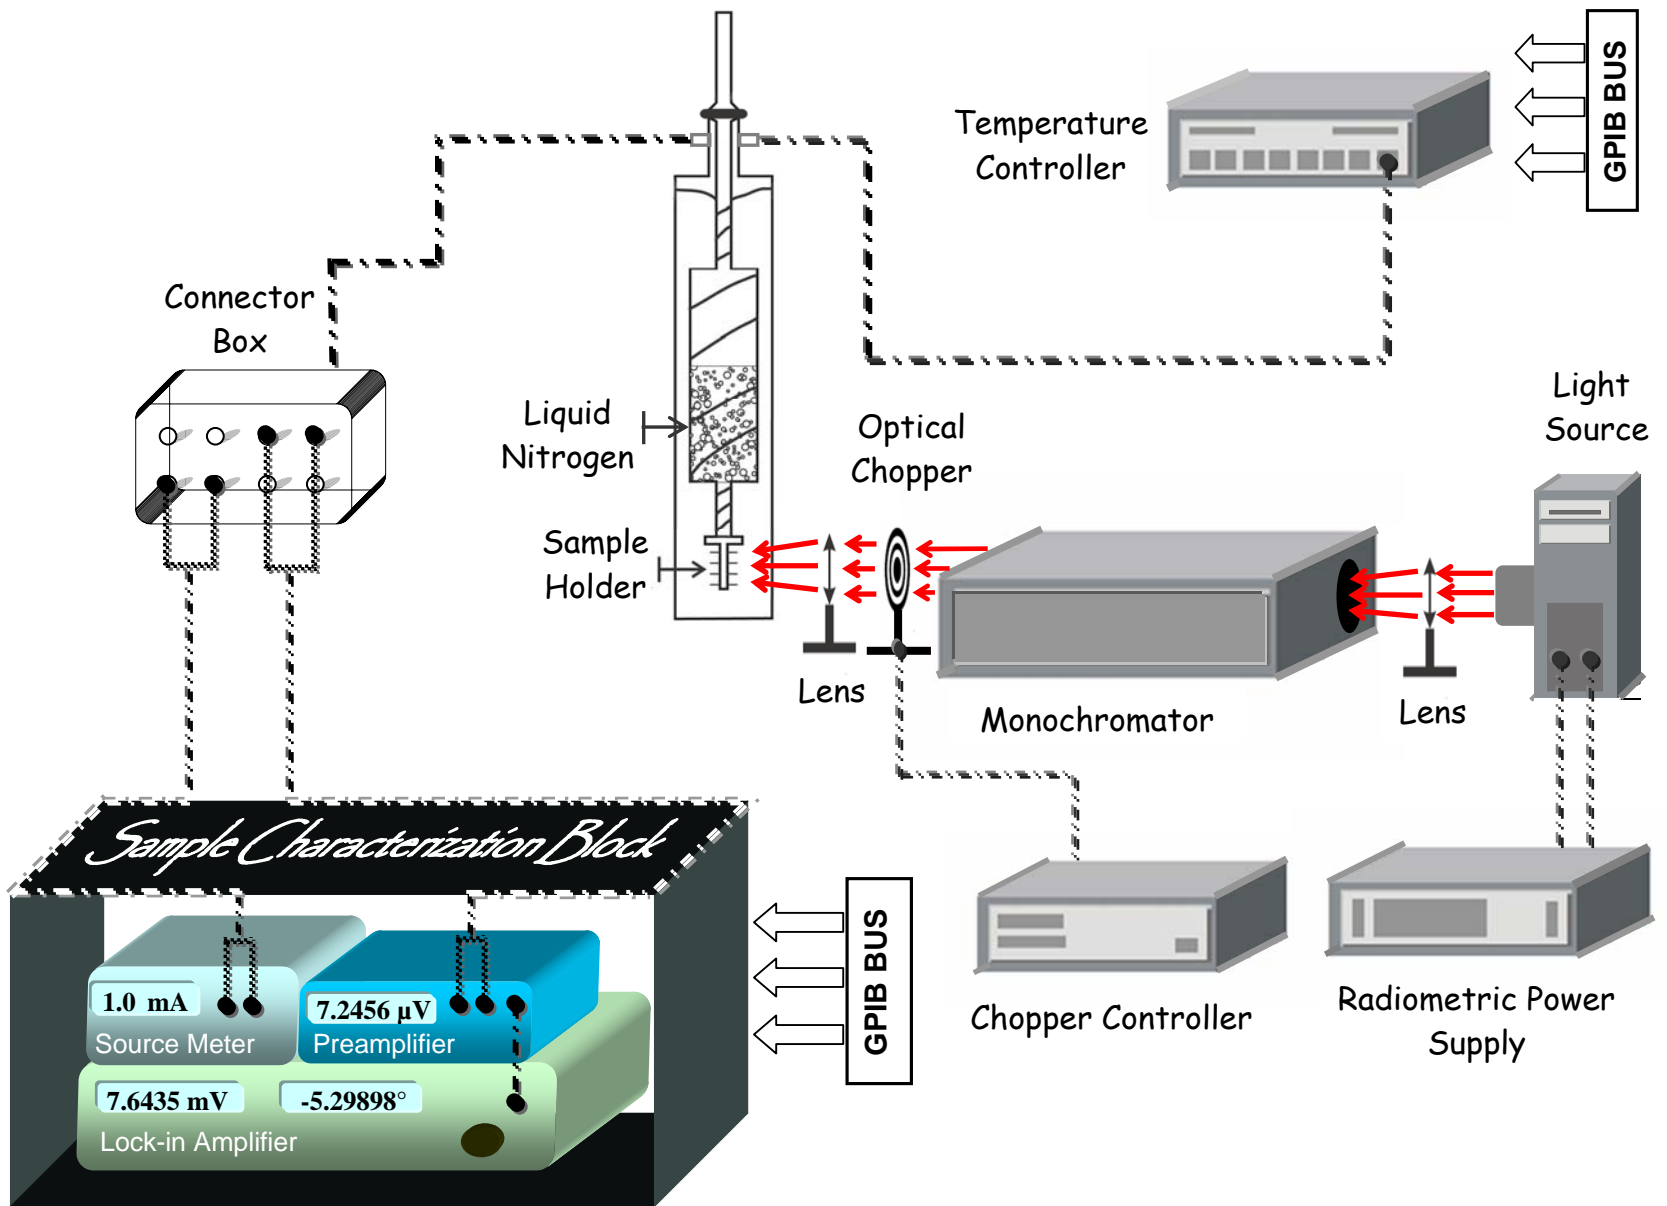 Temperature
Controller
GPIB BUS
Connector
Box
Liquid
Nitrogen
Optical
Chopper
Light
Source
Sample
Holder
Lens
Monochromator
Lens
Sample Characterization Block
1.0 mA
Source Meter
7.2456 µV
Preamplifier
7.6435 mV
-5.29898°
Lock-in Amplifier
GPIB BUS
Chopper Controller
Radiometric Power
Supply